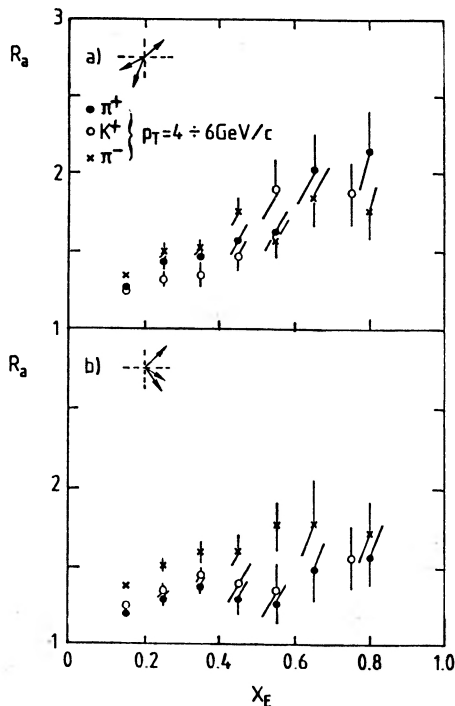 3
R_a
a)
● π⁺
○ K⁺
× π⁻
} p_T = 4 ÷ 6 GeV/c
2
1
R_a
b)
2
1
0
0.2
0.4
0.6
0.8
1.0
X_E